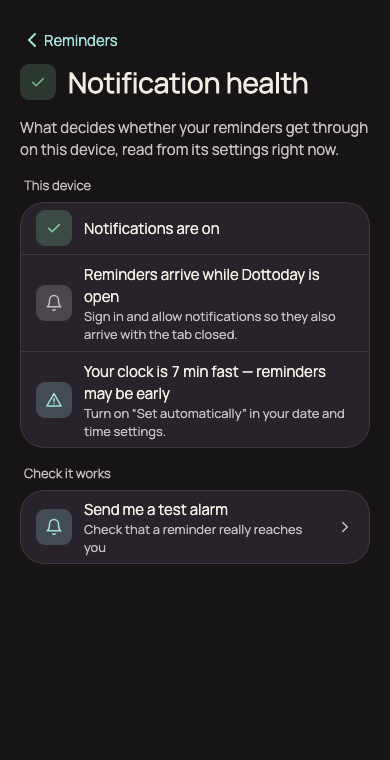 Reminders
Notification health
What decides whether your reminders get through
on this device, read from its settings right now.
This device
Notifications are on
Reminders arrive while Dottoday is
open
Sign in and allow notifications so they also
arrive with the tab closed.
Your clock is 7 min fast — reminders
may be early
Turn on “Set automatically” in your date and
time settings.
Check it works
Send me a test alarm
Check that a reminder really reaches
you